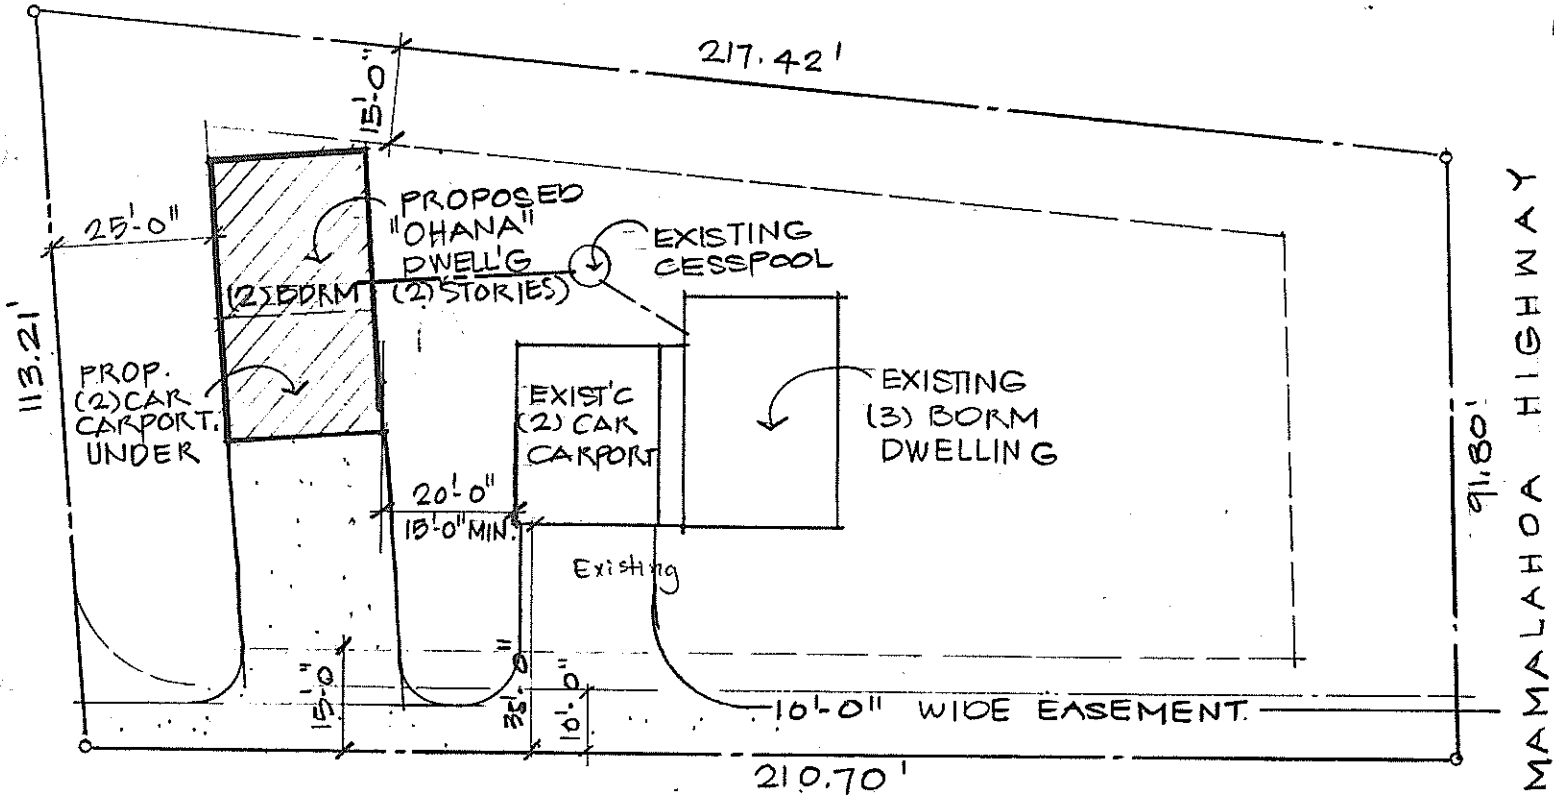 217.42'
15'-0"
25'-0"
113.21'
PROPOSED
"OHANA"
DWELL'G
(2) BDRM (2) STORIES)
EXISTING
CESSPOOL
PROP.
(2) CAR
CARPORT.
UNDER
EXIST'G
(2) CAR
CARPORT
EXISTING
(3) BDRM
DWELLING
20'-0"
15'-0" MIN.
Existing
15'-0"
35'-0"
10'-0"
10'-0" WIDE EASEMENT.
210.70'
91.80'
MAMALAHOA HIGHWAY